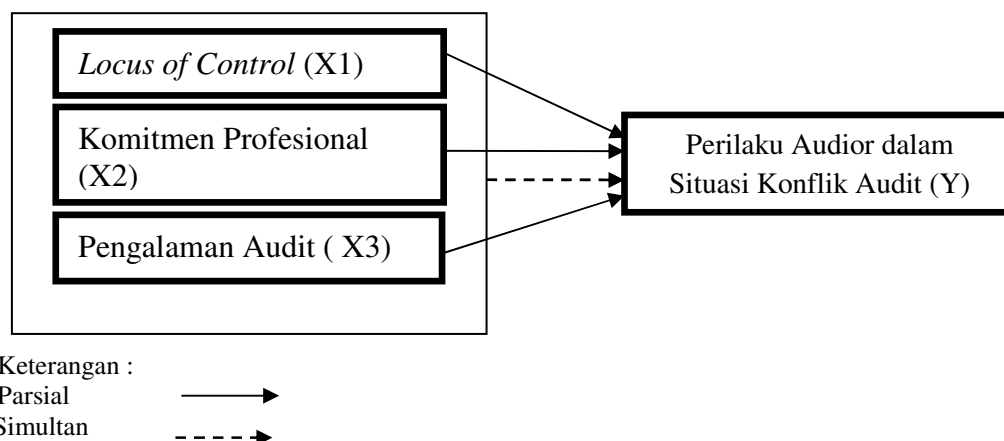 Locus of Control (X1)
Komitmen Profesional
(X2)
Pengalaman Audit ( X3)
Perilaku Audior dalam
Situasi Konflik Audit (Y)
Keterangan :
Parsial
Simultan